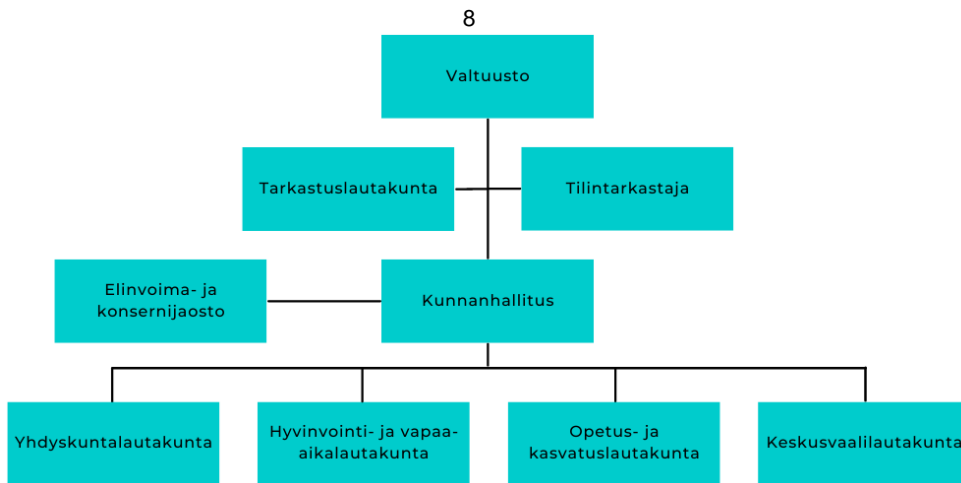 8
Valtuusto
Tarkastuslautakunta
Tilintarkastaja
Elinvoima- ja
konsernijaosto
Kunnanhallitus
Yhdyskuntalautakunta
Hyvinvointi- ja vapaa-
aikalautakunta
Opetus- ja
kasvatuslautakunta
Keskusvaalilautakunta